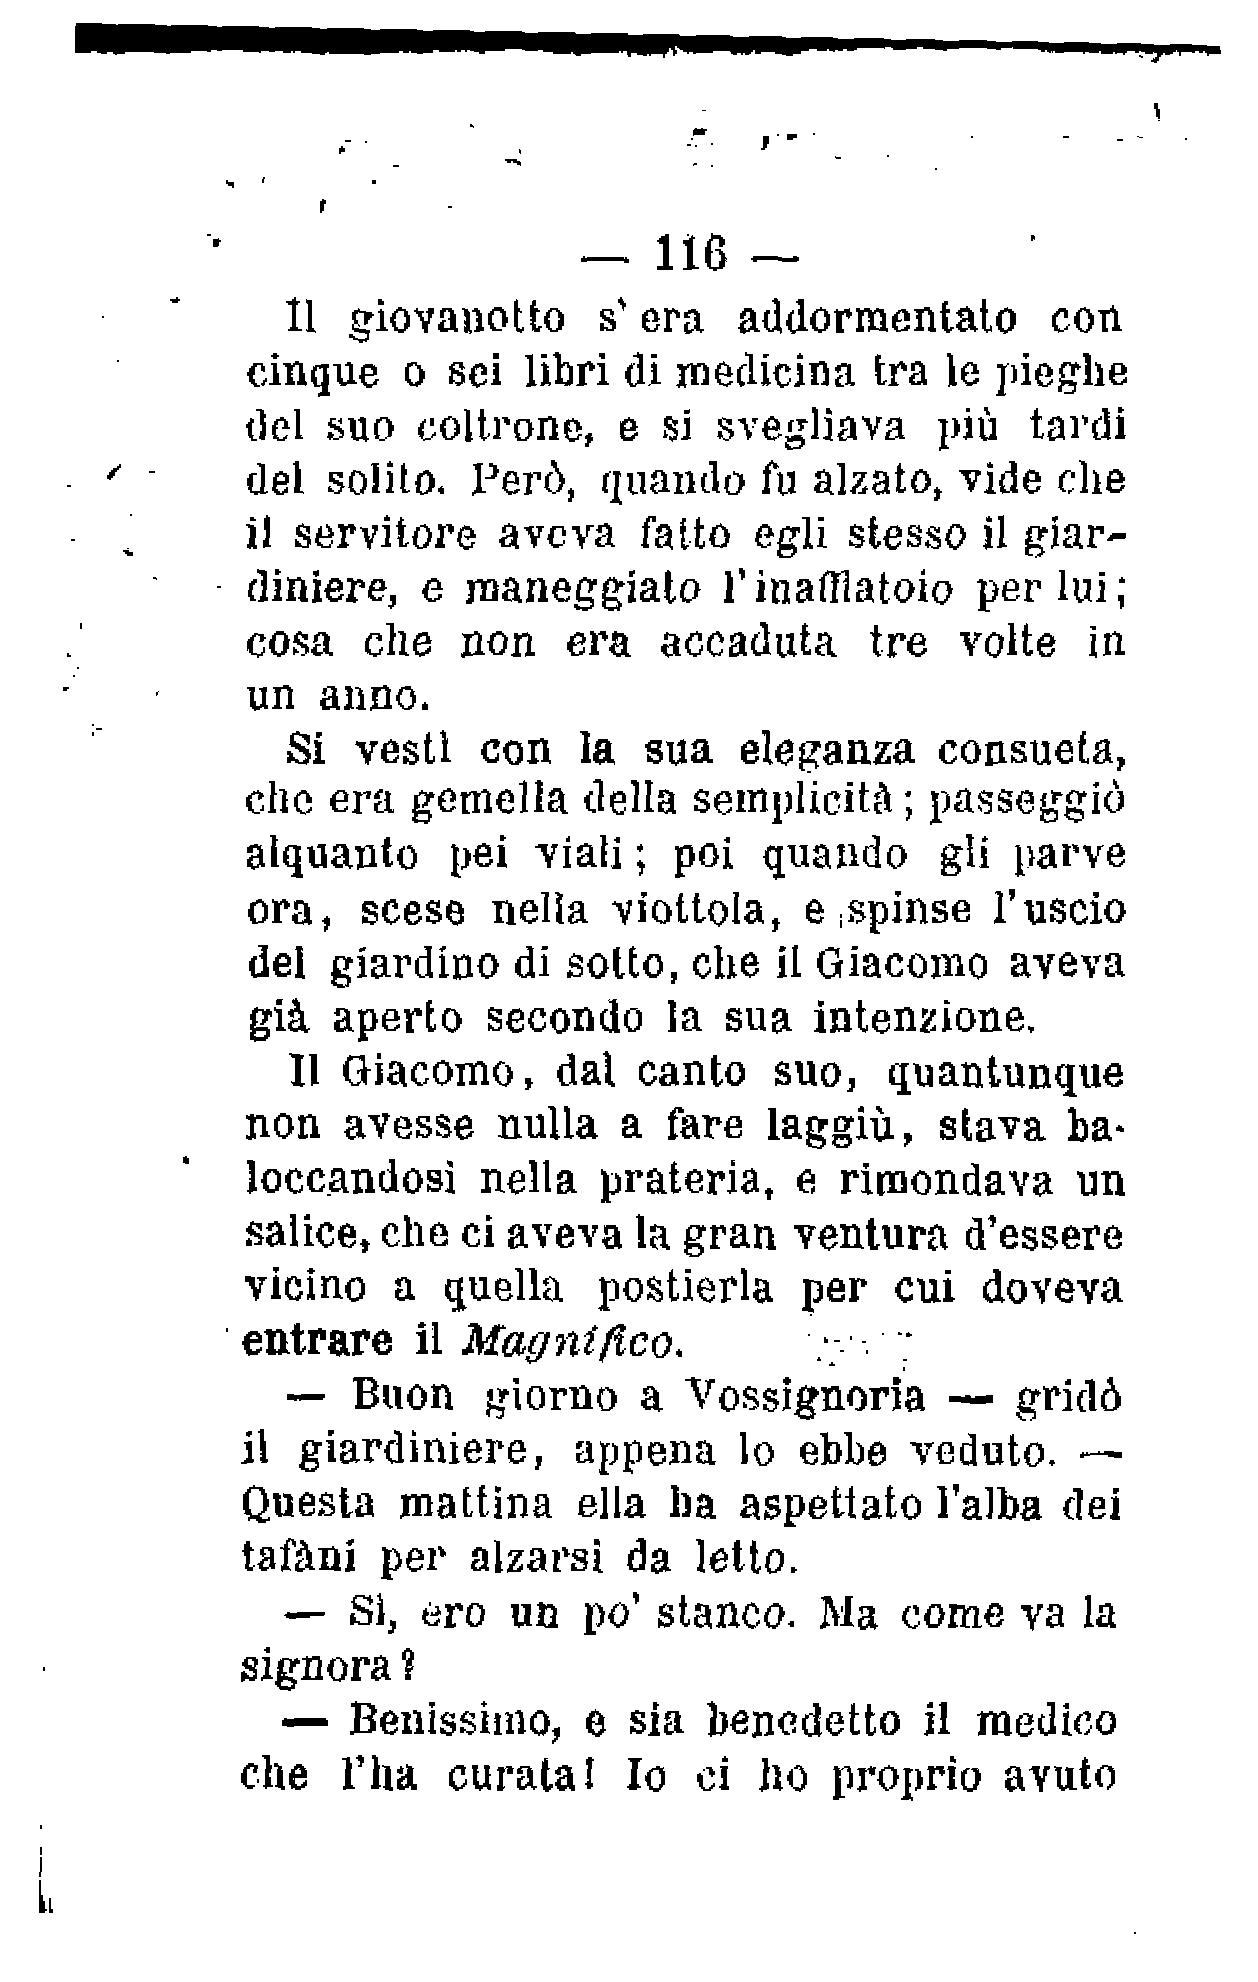 — 116 —
Il giovanotto s'era addormentato con
cinque o sei libri di medicina tra le pieghe
del suo coltrone, e si svegliava più tardi
del solito. Però, quando fu alzato, vide che
il servitore aveva fatto egli stesso il giar-
diniere, e maneggiato l'inaffiatoio per lui;
cosa che non era accaduta tre volte in
un anno.
Si vestì con la sua eleganza consueta,
che era gemella della semplicità; passeggiò
alquanto pei viali; poi quando gli parve
ora, scese nella viottola, e spinse l'uscio
del giardino di sotto, che il Giacomo aveva
già aperto secondo la sua intenzione.
Il Giacomo, dal canto suo, quantunque
non avesse nulla a fare laggiù, stava ba-
loccandosi nella prateria, e rimondava un
salice, che ci aveva la gran ventura d'essere
vicino a quella postierla per cui doveva
entrare il Magnifico.
— Buon giorno a Vossignoria — gridò
il giardiniere, appena lo ebbe veduto. —
Questa mattina ella ha aspettato l'alba dei
tafàni per alzarsi da letto.
— Sì, ero un po' stanco. Ma come va la
signora?
— Benissimo, e sia benedetto il medico
che l'ha curata! Io ci ho proprio avuto